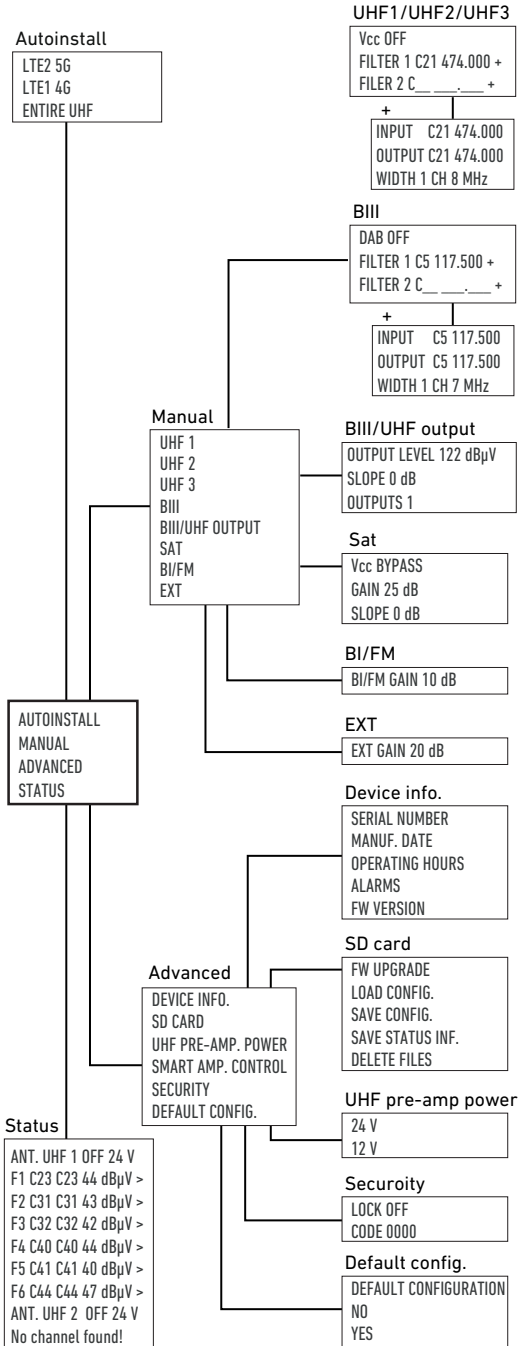 Autoinstall
LTE2 5G
LTE1 4G
ENTIRE UHF
UHF1/UHF2/UHF3
Vcc OFF
FILTER 1 C21 474.000 +
FILER 2 C__ ___.___ +
+
INPUT C21 474.000
OUTPUT C21 474.000
WIDTH 1 CH 8 MHz
BIII
DAB OFF
FILTER 1 C5 117.500 +
FILTER 2 C__ ___.___ +
+
INPUT C5 117.500
OUTPUT C5 117.500
WIDTH 1 CH 7 MHz
Manual
UHF 1
UHF 2
UHF 3
BIII
BIII/UHF OUTPUT
SAT
BI/FM
EXT
BIII/UHF output
OUTPUT LEVEL 122 dBµV
SLOPE 0 dB
OUTPUTS 1
Sat
Vcc BYPASS
GAIN 25 dB
SLOPE 0 dB
BI/FM
BI/FM GAIN 10 dB
EXT
EXT GAIN 20 dB
AUTOINSTALL
MANUAL
ADVANCED
STATUS
Device info.
SERIAL NUMBER
MANUF. DATE
OPERATING HOURS
ALARMS
FW VERSION
Advanced
DEVICE INFO.
SD CARD
UHF PRE-AMP. POWER
SMART AMP. CONTROL
SECURITY
DEFAULT CONFIG.
SD card
FW UPGRADE
LOAD CONFIG.
SAVE CONFIG.
SAVE STATUS INF.
DELETE FILES
UHF pre-amp power
24 V
12 V
Securoity
LOCK OFF
CODE 0000
Default config.
DEFAULT CONFIGURATION
NO
YES
Status
ANT. UHF 1 OFF 24 V
F1 C23 C23 44 dBµV >
F2 C31 C31 43 dBµV >
F3 C32 C32 42 dBµV >
F4 C40 C40 44 dBµV >
F5 C41 C41 40 dBµV >
F6 C44 C44 47 dBµV >
ANT. UHF 2 OFF 24 V
No channel found!